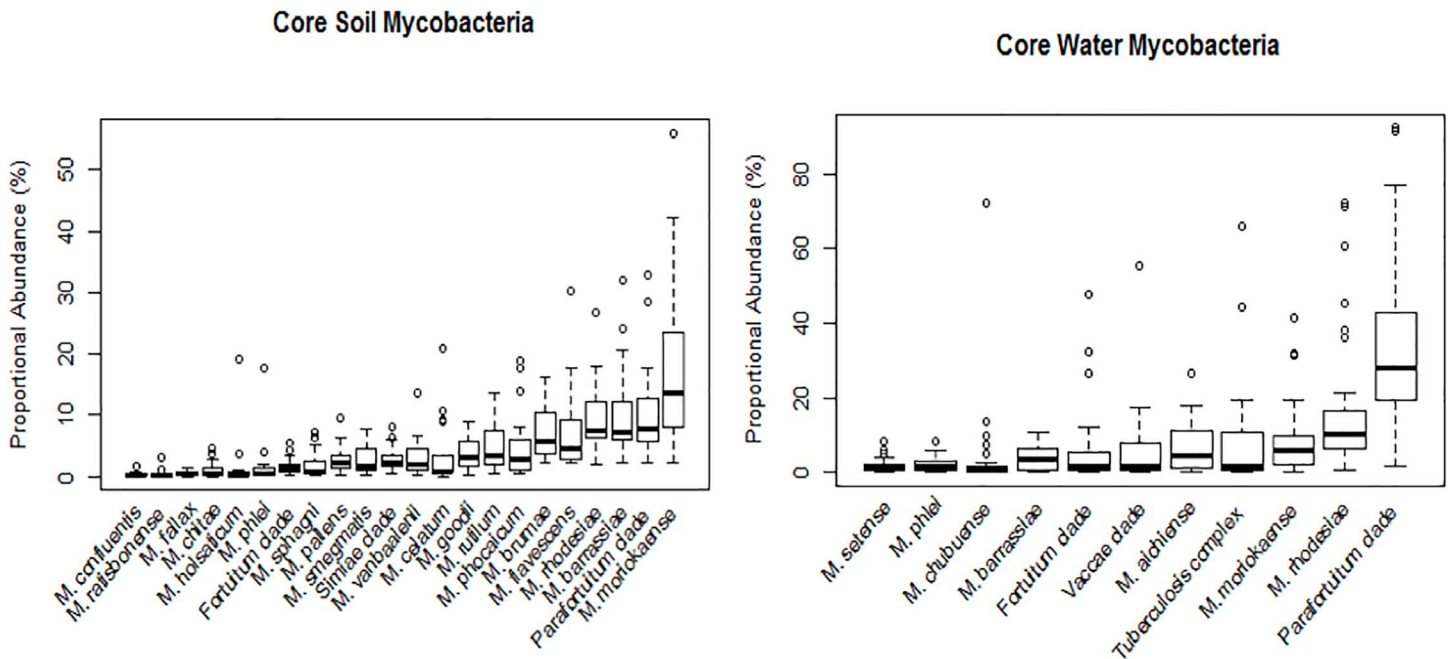 Core Soil Mycobacteria
Proportional Abundance (%)
50
40
30
20
10
0
M. confluentis
M. ratisbonense
M. fallax
M. chitae
M. holsaticum
M. phlei
Fortuitum clade
M. sphagni
M. pallens
M. smegmatis
Simiae clade
M. vanbaalenii
M. celatum
M. goodii
M. rufilum
M. phocaicum
M. brumae
M. flavescens
M. rhodesiae
M. barrassiae
Parafortuitum clade
M. moriokaense
Core Water Mycobacteria
Proportional Abundance (%)
80
60
40
20
0
M. setense
M. phlei
M. chubuense
M. barrassiae
Fortuitum clade
Vaccae clade
M. aichiense
Tuberculosis complex
M. moriokaense
M. rhodesiae
Parafortuitum clade